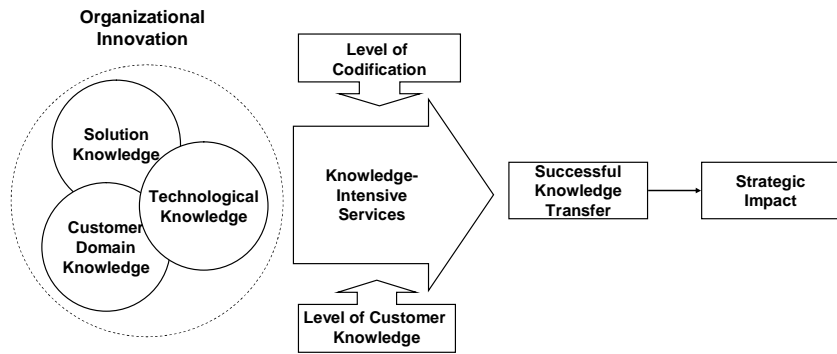 Organizational
Innovation
Solution
Knowledge
Technological
Knowledge
Customer
Domain
Knowledge
Level of
Codification
Knowledge-
Intensive
Services
Level of Customer
Knowledge
Successful
Knowledge
Transfer
Strategic
Impact